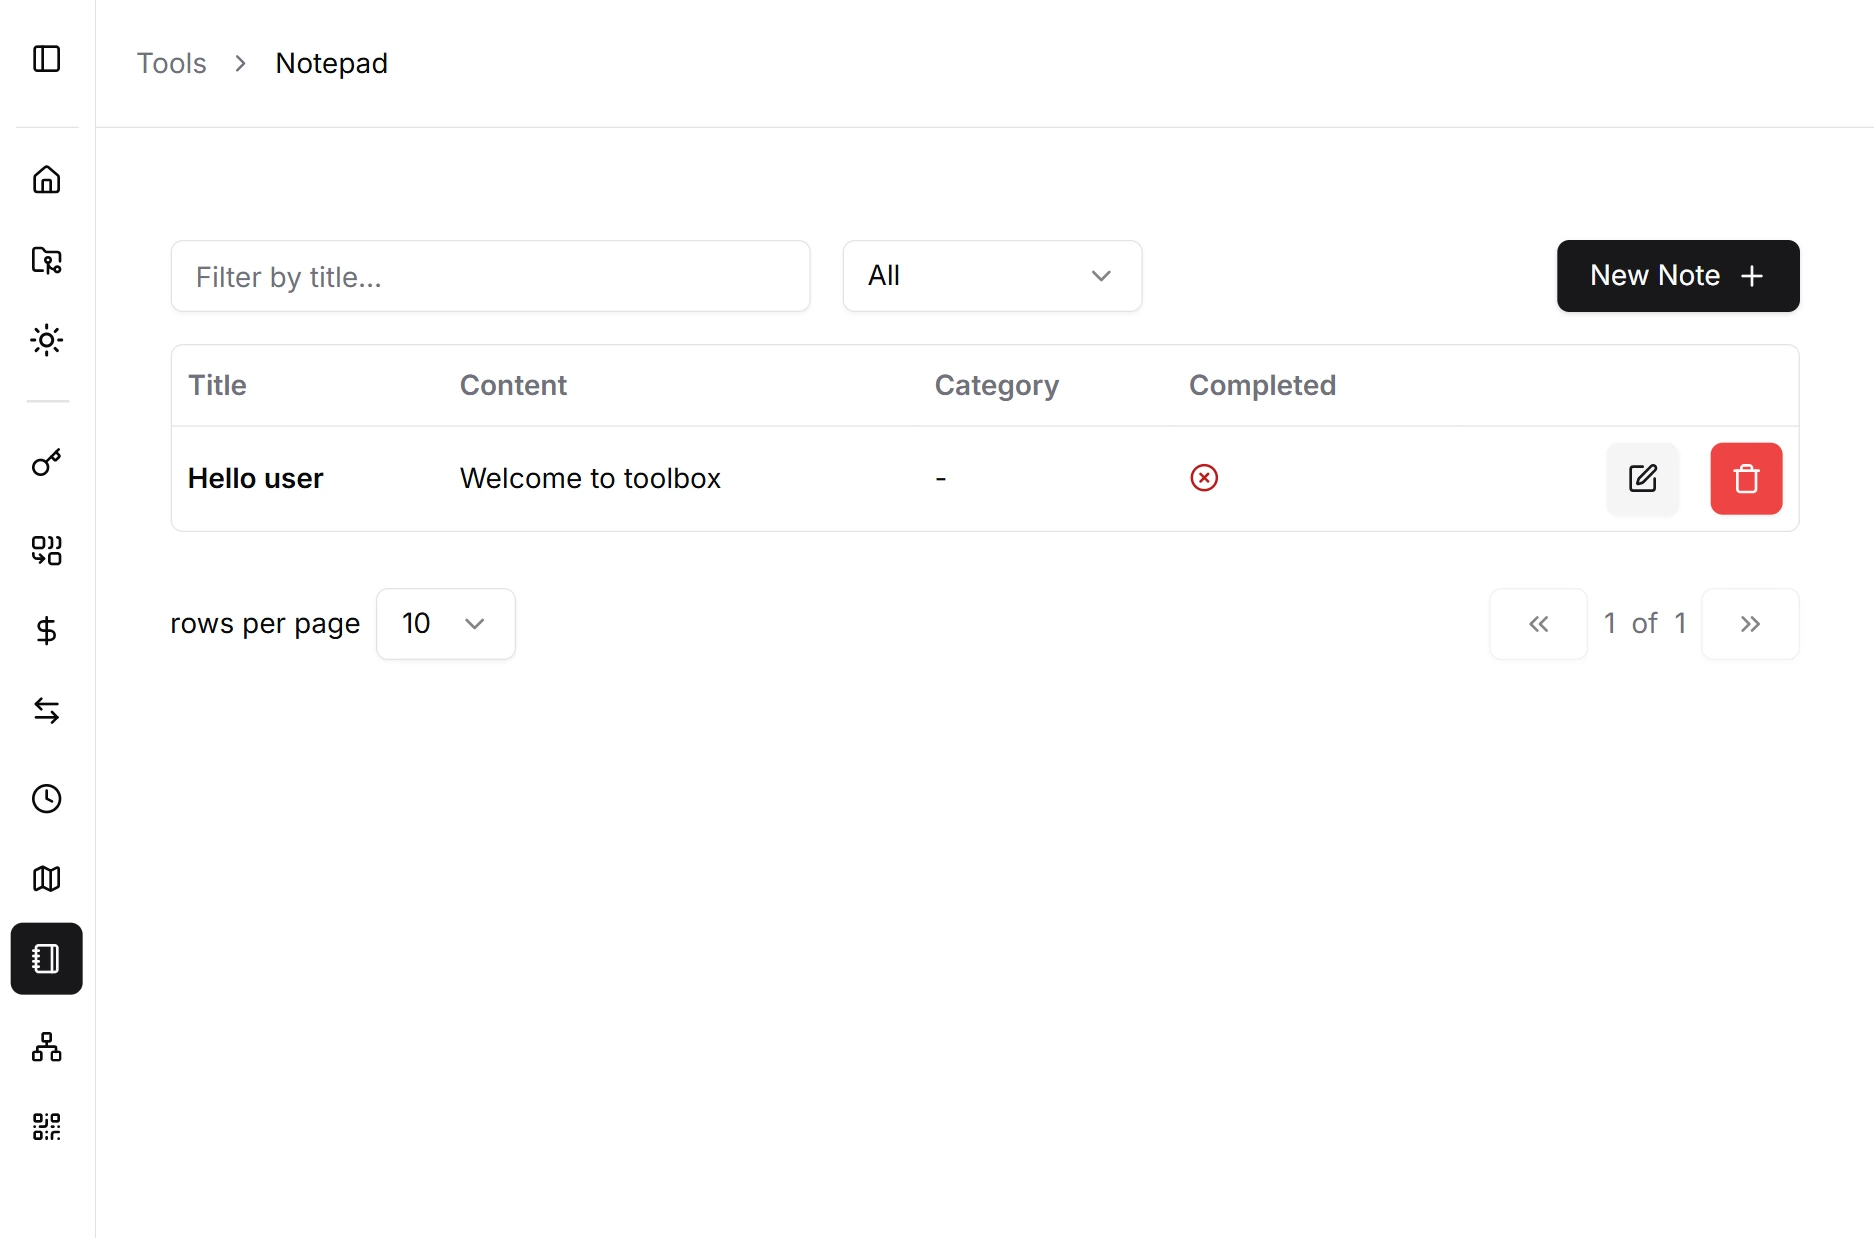 Tools > Notepad
Filter by title...
All
New Note +
Title Content Category Completed
Hello user Welcome to toolbox -
rows per page 10
1 of 1